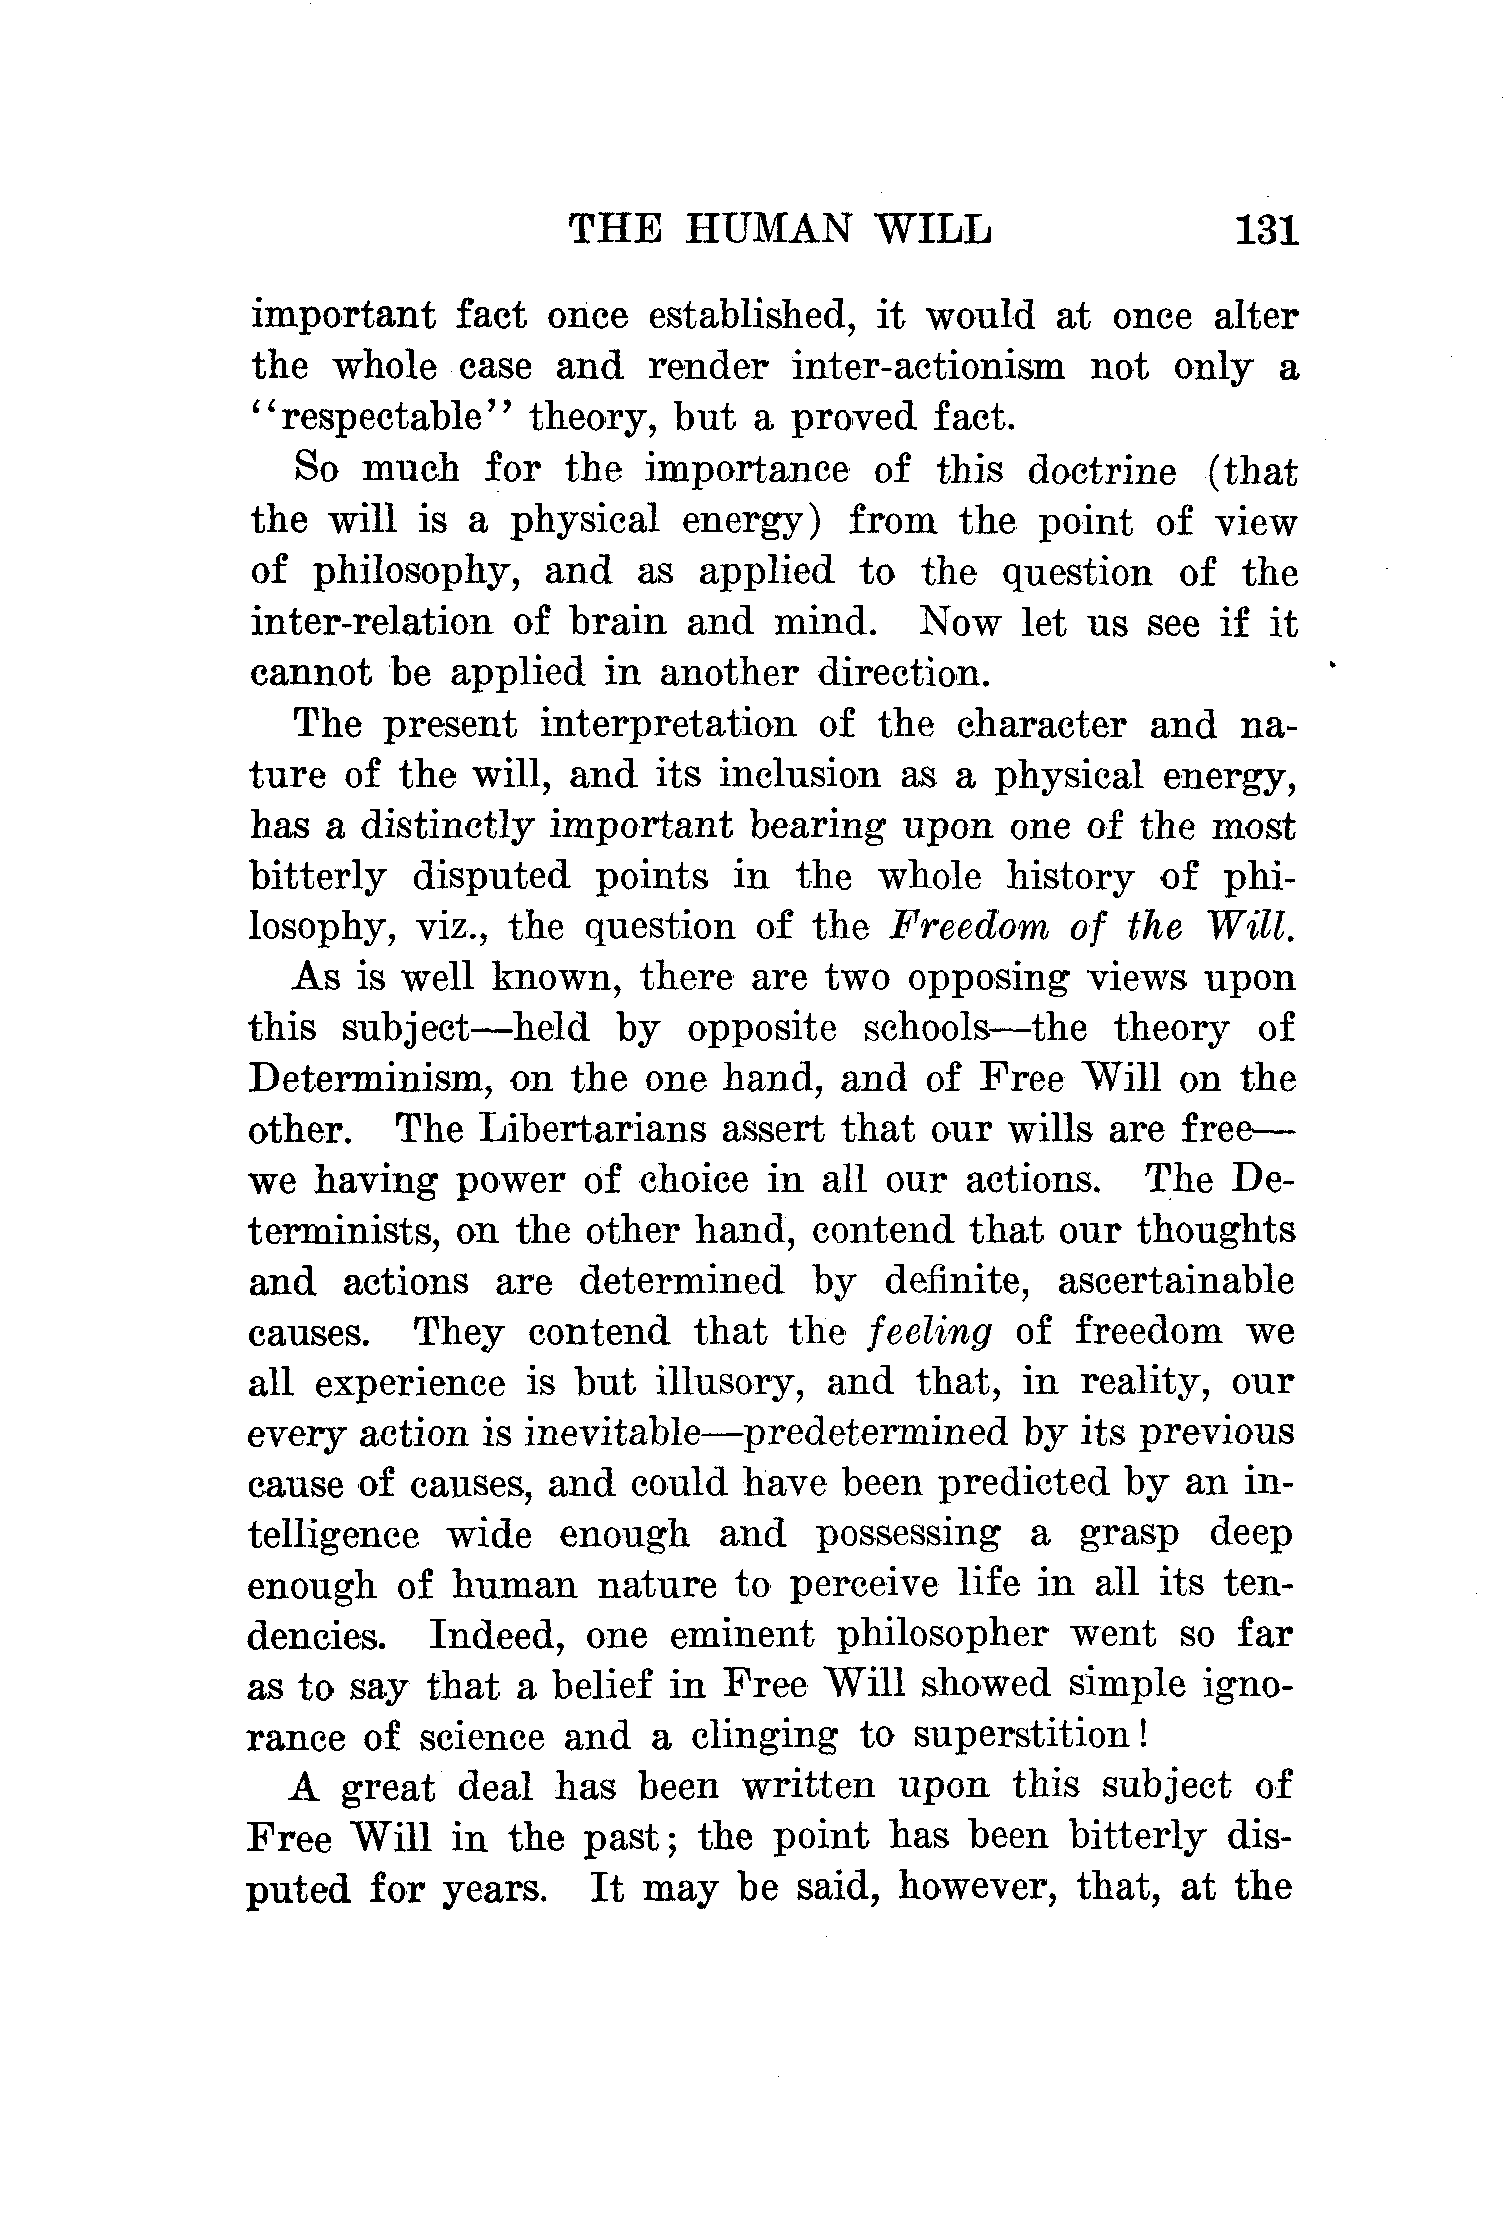 THE HUMAN WILL 131
important fact once established, it would at once alter
the whole case and render inter-actionism not only a
"respectable" theory, but a proved fact.
So much for the importance of this doctrine (that
the will is a physical energy) from the point of view
of philosophy, and as applied to the question of the
inter-relation of brain and mind. Now let us see if it
cannot be applied in another direction.
The present interpretation of the character and na-
ture of the will, and its inclusion as a physical energy,
has a distinctly important bearing upon one of the most
bitterly disputed points in the whole history of phi-
losophy, viz., the question of the Freedom of the Will.
As is well known, there are two opposing views upon
this subject—held by opposite schools—the theory of
Determinism, on the one hand, and of Free Will on the
other. The Libertarians assert that our wills are free—
we having power of choice in all our actions. The De-
terminists, on the other hand, contend that our thoughts
and actions are determined by definite, ascertainable
causes. They contend that the feeling of freedom we
all experience is but illusory, and that, in reality, our
every action is inevitable—predetermined by its previous
cause of causes, and could have been predicted by an in-
telligence wide enough and possessing a grasp deep
enough of human nature to perceive life in all its ten-
dencies. Indeed, one eminent philosopher went so far
as to say that a belief in Free Will showed simple igno-
rance of science and a clinging to superstition!
A great deal has been written upon this subject of
Free Will in the past; the point has been bitterly dis-
puted for years. It may be said, however, that, at the